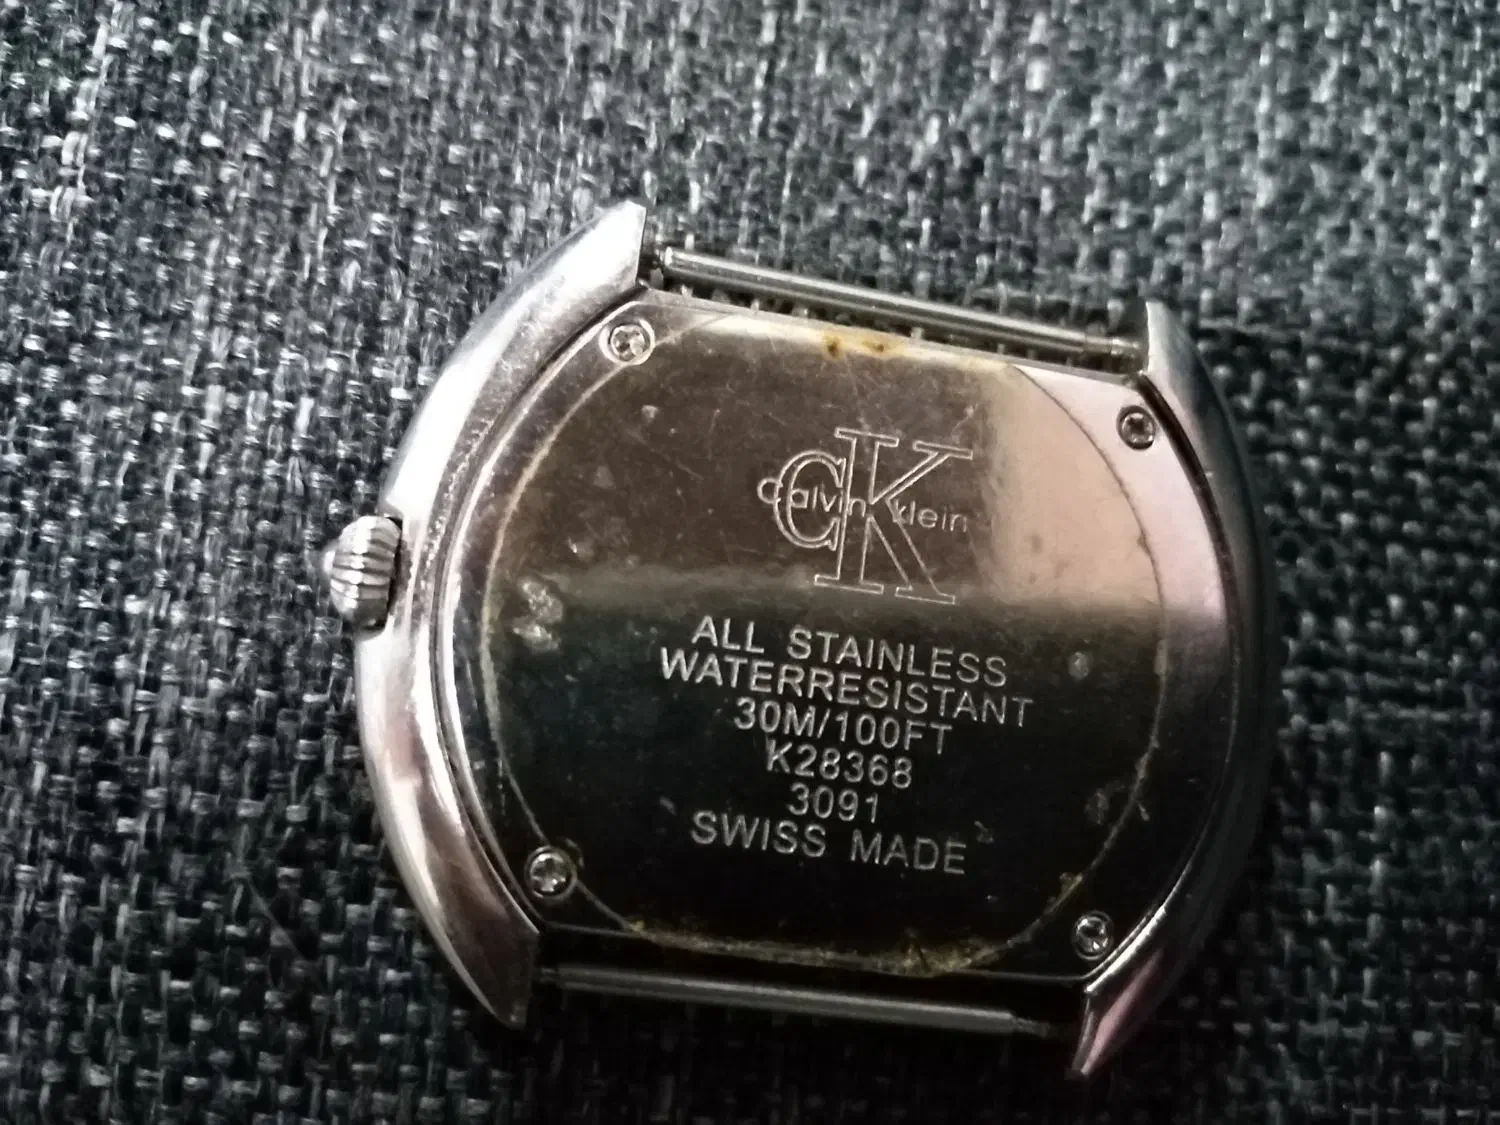 CK
Calvin Klein
ALL STAINLESS
WATERRESISTANT
30M/100FT
K28368
3091
SWISS MADE